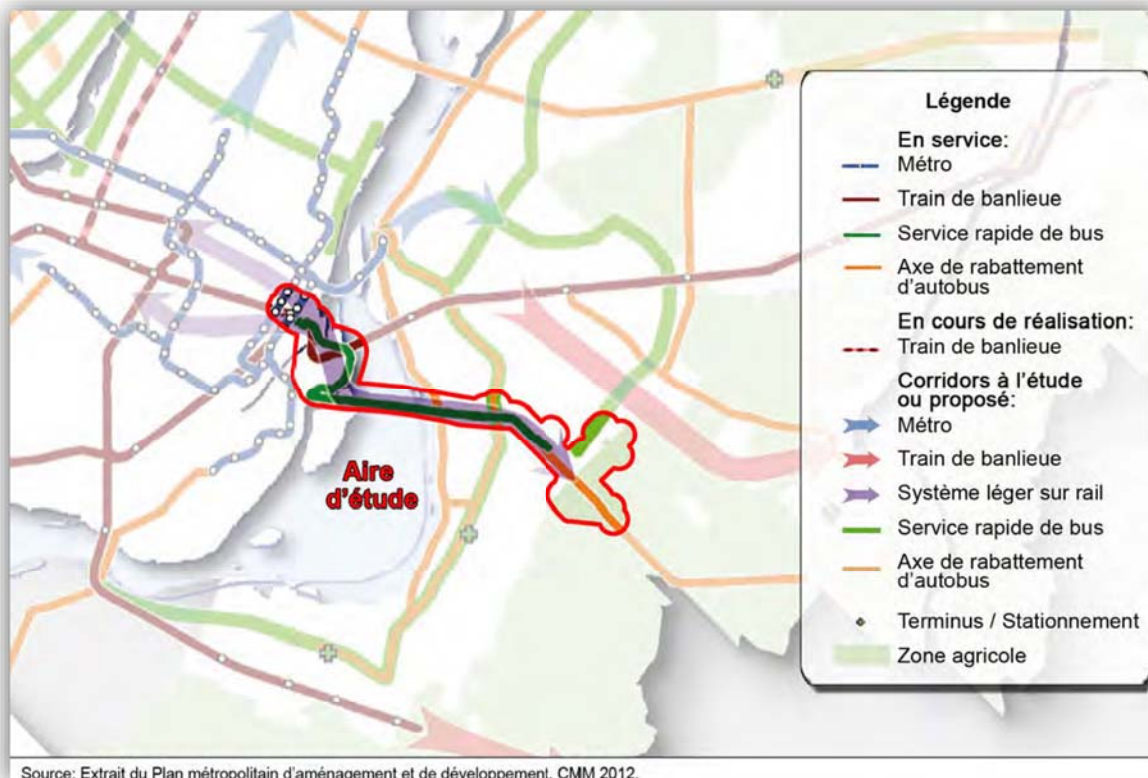 Aire
d'étude
Légende
En service:
Métro
Train de banlieue
Service rapide de bus
Axe de rabattement
d'autobus
En cours de réalisation:
Train de banlieue
Corridors à l'étude
ou proposé:
Métro
Train de banlieue
Système léger sur rail
Service rapide de bus
Axe de rabattement
d'autobus
Terminus / Stationnement
Zone agricole
Source: Extrait du Plan métropolitain d'aménagement et de développement, CMM 2012.